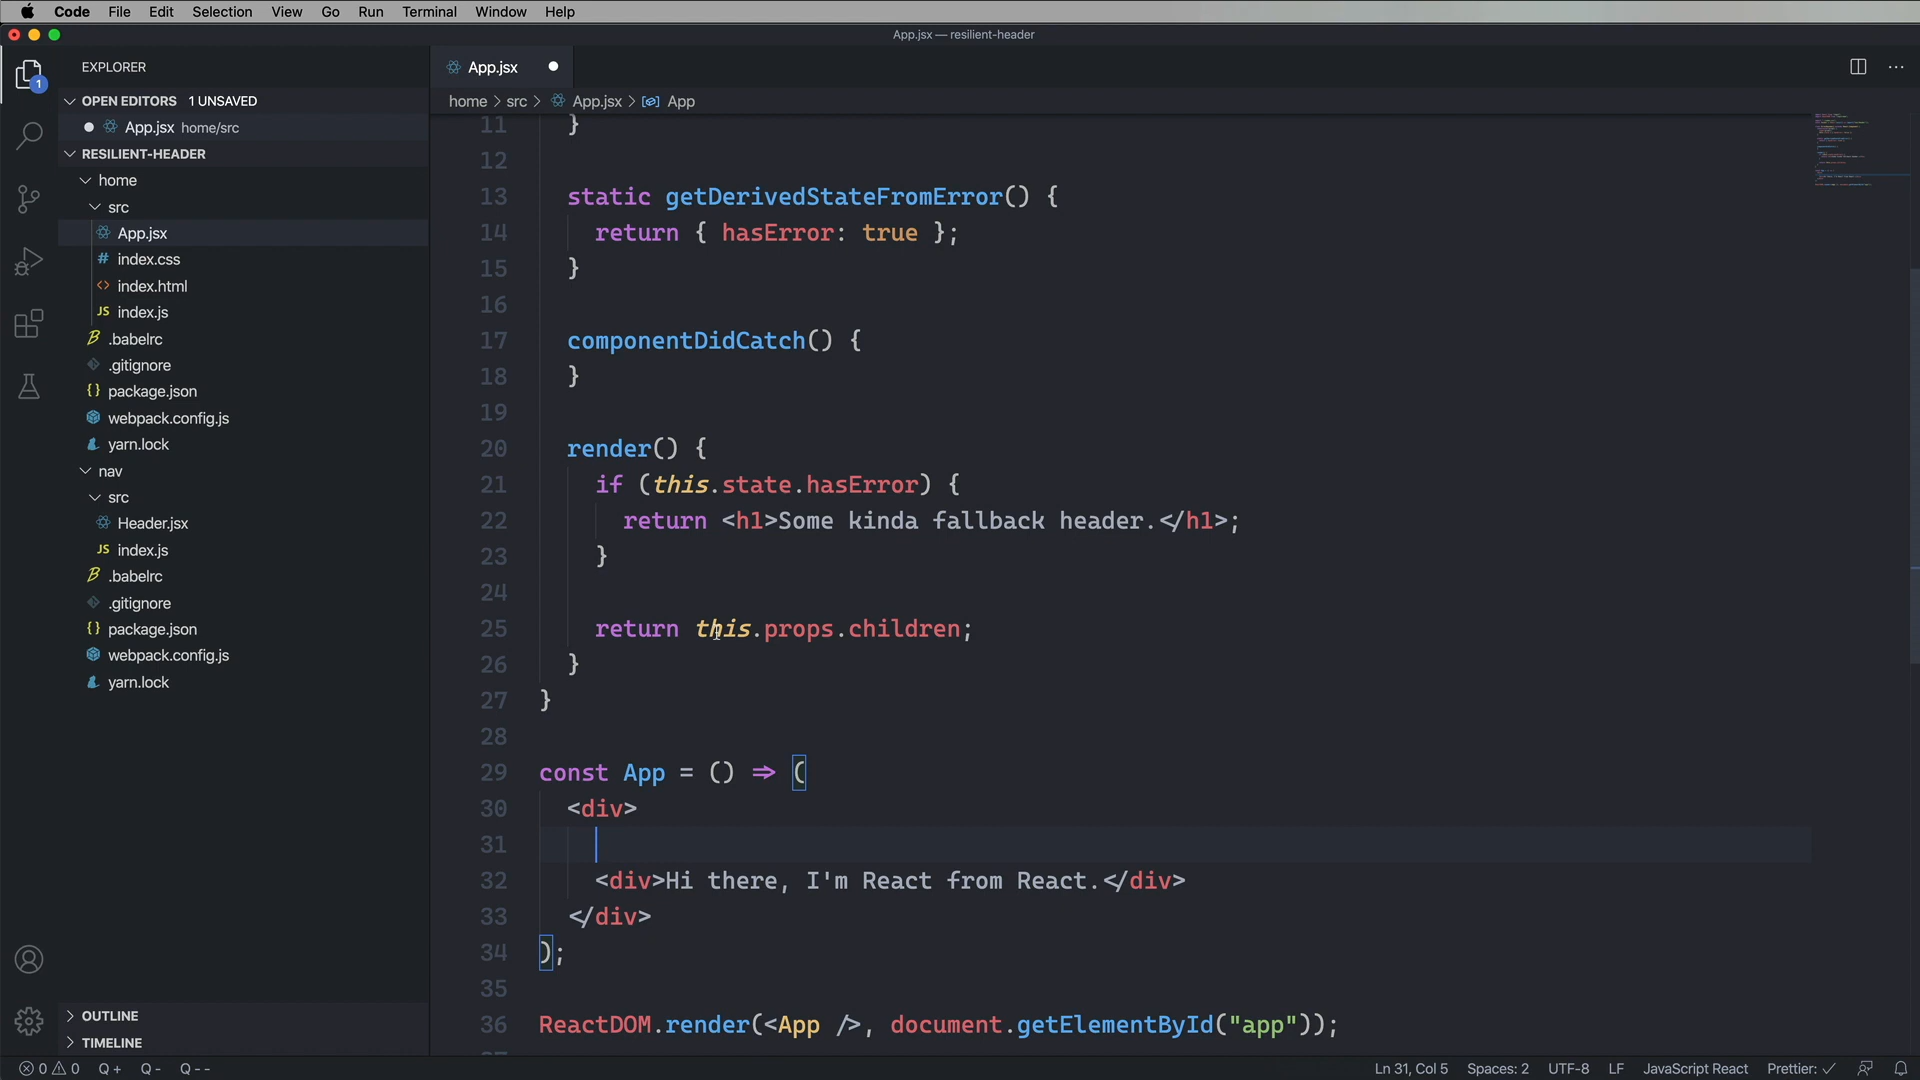 Code File Edit Selection View Go Run Terminal Window Help
App.jsx — resilient-header
EXPLORER
OPEN EDITORS 1 UNSAVED
App.jsx home/src
RESILIENT-HEADER
home
src
App.jsx
index.css
index.html
index.js
.babelrc
.gitignore
package.json
webpack.config.js
yarn.lock
nav
src
Header.jsx
index.js
.babelrc
.gitignore
package.json
webpack.config.js
yarn.lock
OUTLINE
TIMELINE
1
App.jsx
home > src > App.jsx > App
11 }
12
13 static getDerivedStateFromError() {
14 return { hasError: true };
15 }
16
17 componentDidCatch() {
18 }
19
20 render() {
21 if (this.state.hasError) {
22 return <h1>Some kinda fallback header.</h1>;
23 }
24
25 return this.props.children;
26 }
27 }
28
29 const App = () => (
30 <div>
31
32 <div>Hi there, I'm React from React.</div>
33 </div>
34 );
35
36 ReactDOM.render(<App />, document.getElementById("app"));
0 0 Q + Q - Q - - Ln 31, Col 5 Spaces: 2 UTF-8 LF JavaScript React Prettier: ✓